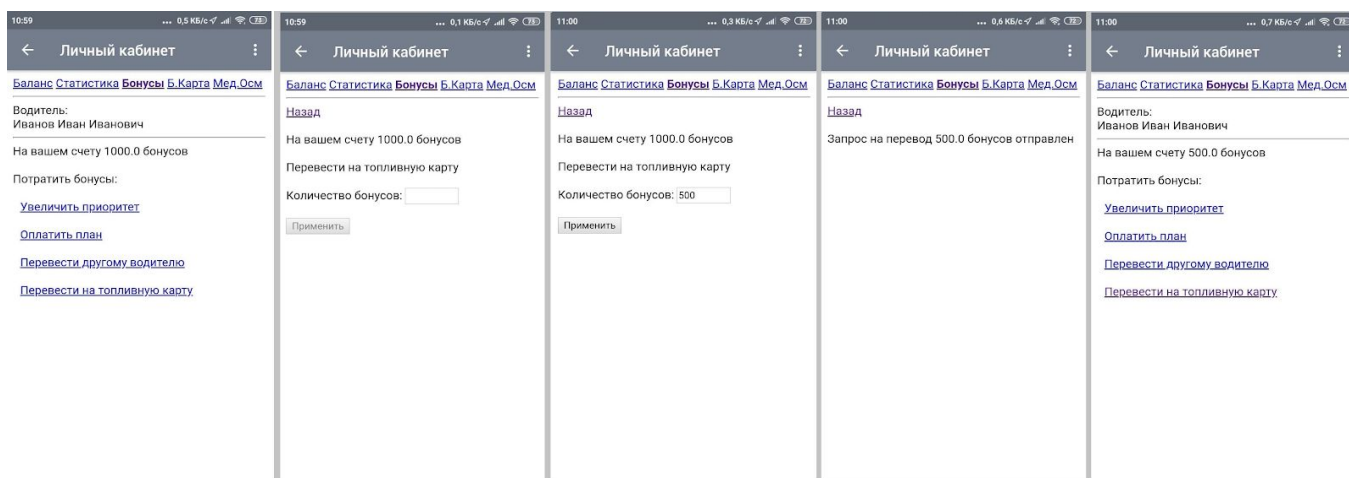 10:59
... 0,5 КБ/с 72
Личный кабинет
Баланс Статистика Бонусы Б.Карта Мед.Осм
Водитель:
Иванов Иван Иванович
На вашем счету 1000.0 бонусов
Потратить бонусы:
Увеличить приоритет
Оплатить план
Перевести другому водителю
Перевести на топливную карту
10:59
... 0,1 КБ/с 72
Личный кабинет
Баланс Статистика Бонусы Б.Карта Мед.Осм
Назад
На вашем счету 1000.0 бонусов
Перевести на топливную карту
Количество бонусов:
Применить
11:00
... 0,3 КБ/с 72
Личный кабинет
Баланс Статистика Бонусы Б.Карта Мед.Осм
Назад
На вашем счету 1000.0 бонусов
Перевести на топливную карту
Количество бонусов: 500
Применить
11:00
... 0,6 КБ/с 72
Личный кабинет
Баланс Статистика Бонусы Б.Карта Мед.Осм
Назад
Запрос на перевод 500.0 бонусов отправлен
11:00
... 0,7 КБ/с 72
Личный кабинет
Баланс Статистика Бонусы Б.Карта Мед.Осм
Водитель:
Иванов Иван Иванович
На вашем счету 500.0 бонусов
Потратить бонусы:
Увеличить приоритет
Оплатить план
Перевести другому водителю
Перевести на топливную карту